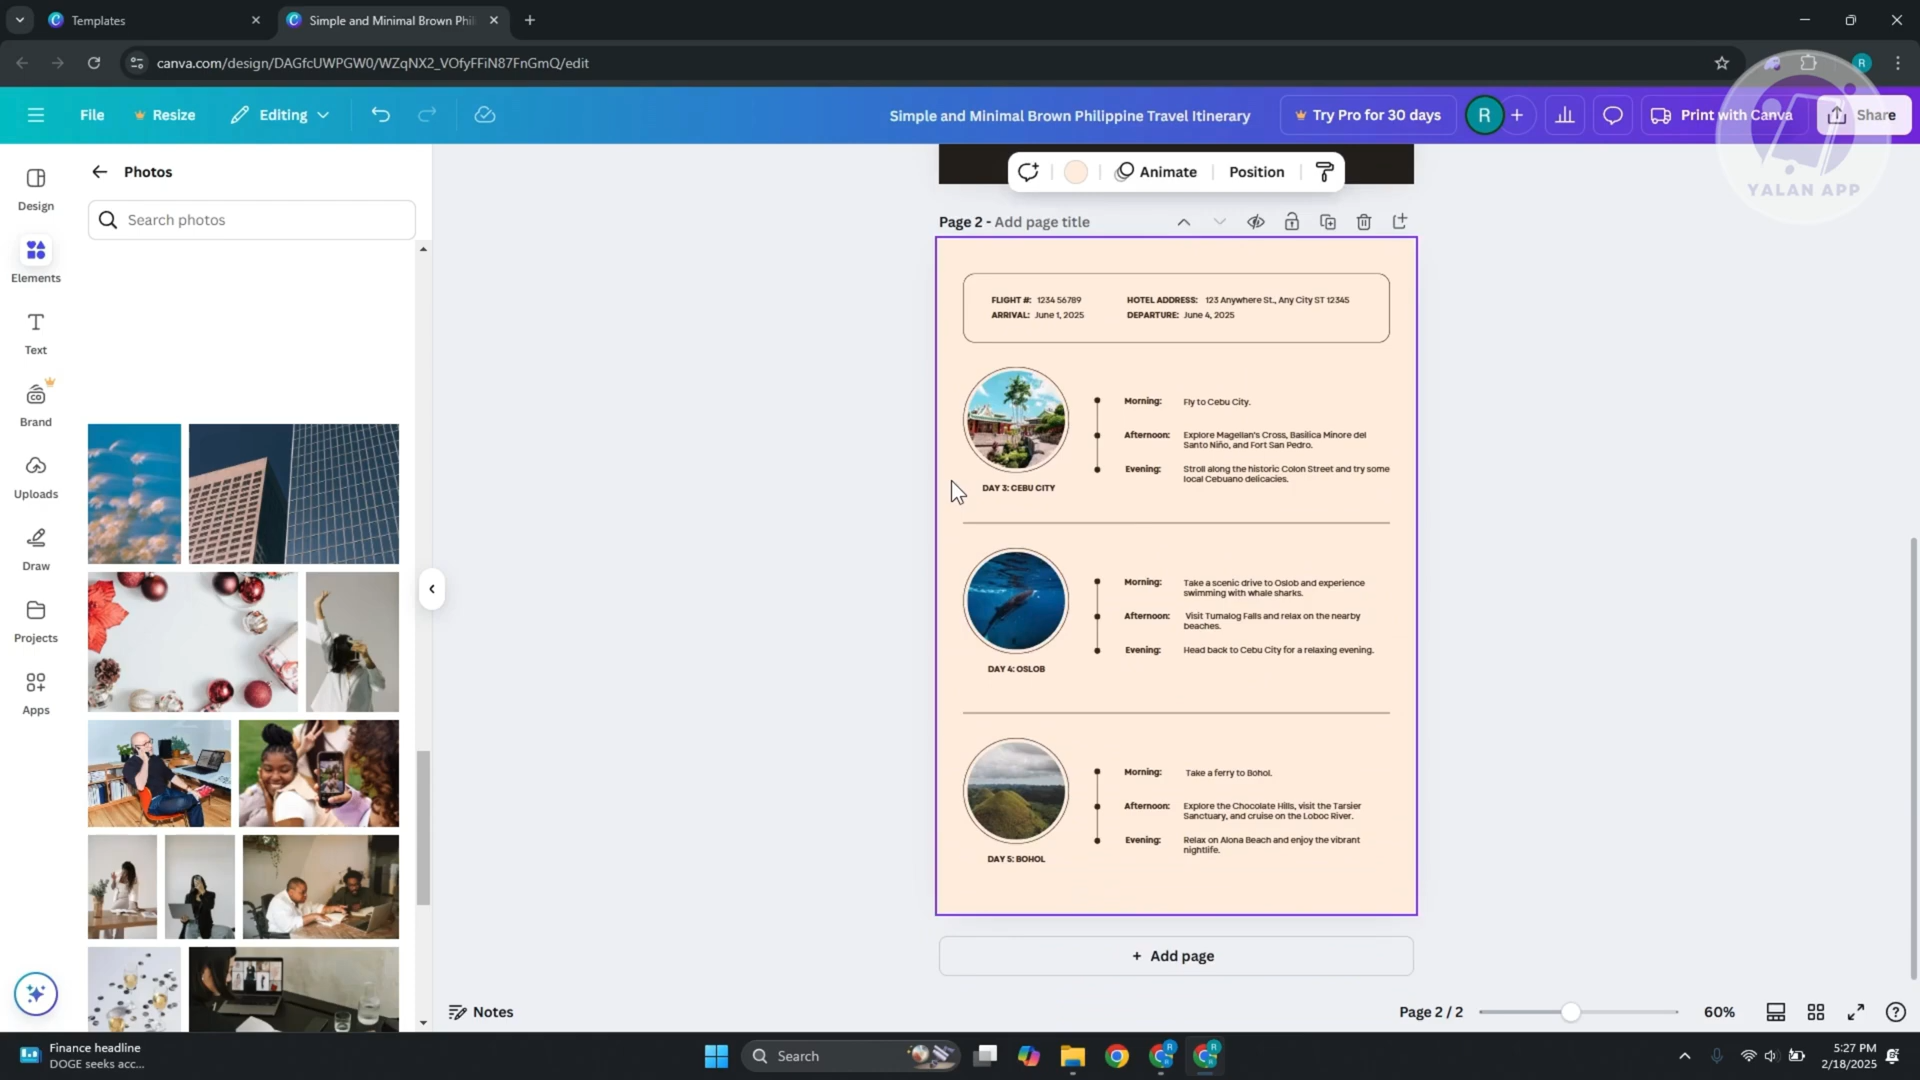 Templates
Simple and Minimal Brown Phil
canva.com/design/DAGfcUWPGW0/WZqNX2_VOfyFFiN87FnGmQ/edit
R
File
Resize
Editing
Simple and Minimal Brown Philippine Travel Itinerary
Try Pro for 30 days
R
Print with Canva
Share
YALAN APP
Photos
Search photos
Design
Elements
Text
Brand
Uploads
Draw
Projects
Apps
Animate
Position
Page 2 - Add page title
FLIGHT #: 1234 56789
HOTEL ADDRESS: 123 Anywhere St., Any City ST 12345
ARRIVAL: June 1, 2025
DEPARTURE: June 4, 2025
Morning: Fly to Cebu City.
Afternoon: Explore Magellan's Cross, Basilica Minore del
Santo Niño, and Fort San Pedro.
Evening: Stroll along the historic Colon Street and try some
local Cebuano delicacies.
DAY 3: CEBU CITY
Morning: Take a scenic drive to Oslob and experience
swimming with whale sharks.
Afternoon: Visit Tumalog Falls and relax on the nearby
beaches.
Evening: Head back to Cebu City for a relaxing evening.
DAY 4: OSLOB
Morning: Take a ferry to Bohol.
Afternoon: Explore the Chocolate Hills, visit the Tarsier
Sanctuary, and cruise on the Loboc River.
Evening: Relax on Alona Beach and enjoy the vibrant
nightlife.
DAY 5: BOHOL
+ Add page
Notes
Page 2 / 2
60%
Finance headline
DOGE seeks acc...
Search
5:27 PM
2/18/2025